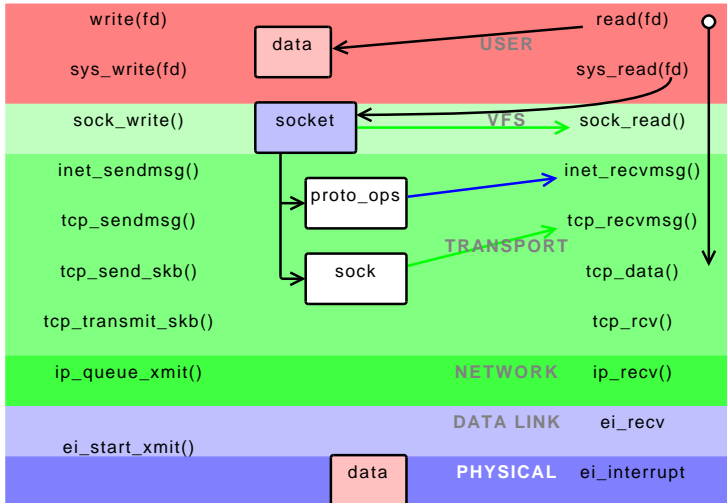 write(fd)
data
USER
read(fd)
sys_write(fd)
sys_read(fd)
sock_write()
socket
VFS
sock_read()
inet_sendmsg()
proto_ops
inet_recvmsg()
tcp_sendmsg()
tcp_recvmsg()
TRANSPORT
tcp_send_skb()
sock
tcp_data()
tcp_transmit_skb()
tcp_rcv()
ip_queue_xmit()
NETWORK
ip_recv()
DATA LINK
ei_recv
ei_start_xmit()
data
PHYSICAL
ei_interrupt